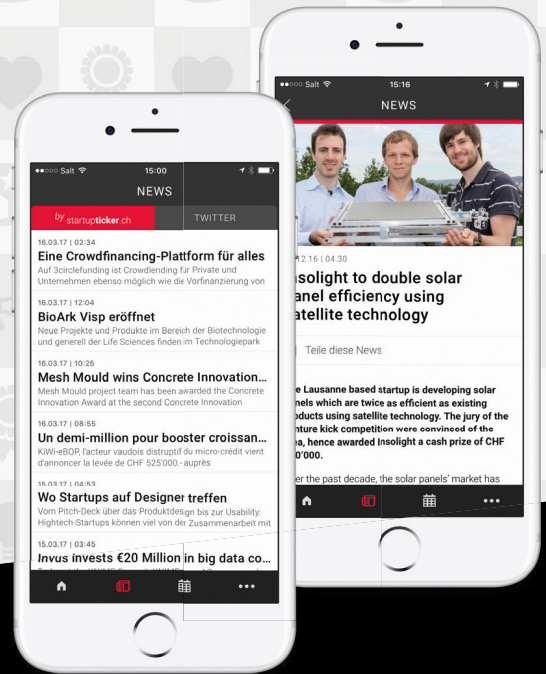 Salt 15:00
NEWS
by startupticker.ch TWITTER
16.03.17 | 02:34
Eine Crowdfinancing-Plattform für alles
Auf 3circlefunding ist Crowdlending für Private und
Unternehmen ebenso möglich wie die Vorfinanzierung von
16.03.17 | 12:04
BioArk Visp eröffnet
Neue Projekte und Produkte im Bereich der Biotechnologie
und generell der Life Sciences finden im Technologiepark
16.03.17 | 10:25
Mesh Mould wins Concrete Innovation...
Mesh Mould project team has been awarded the Concrete
Innovation Award at the second Concrete Innovation
16.03.17 | 08:55
Un demi-million pour booster croissan...
KiWi-eBOP, l'acteur vaudois distruptif du micro-crédit vient
d'annoncer la levée de CHF 525'000.- auprès
15.03.17 | 04:53
Wo Startups auf Designer treffen
Vom Pitch-Deck über das Produktdesign bis zur Usability:
Hightech-Startups können viel von der Zusammenarbeit mit
15.03.17 | 03:45
Invus invests €20 Million in big data co...
Salt 15:16
NEWS
12.16 | 04.30
solight to double solar
anel efficiency using
atellite technology
Teile diese News
e Lausanne based startup is developing solar
nels which are twice as efficient as existing
ducts using satellite technology. The jury of the
nture kick competition were convinced of the
a, hence awarded Insolight a cash prize of CHF
0'000.
er the past decade, the solar panels' market has